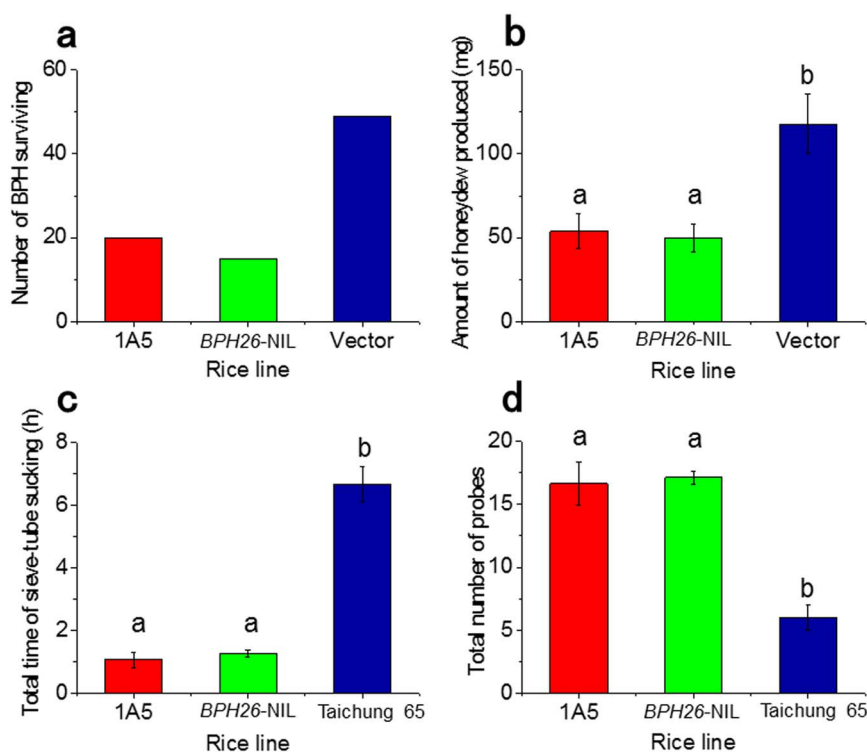 a
Number of BPH surviving
60
40
20
0
1A5
BPH26-NIL
Vector
Rice line
b
Amount of honeydew produced (mg)
150
100
50
0
a
a
b
1A5
BPH26-NIL
Vector
Rice line
c
Total time of sieve-tube sucking (h)
8
6
4
2
0
a
a
b
1A5
BPH26-NIL
Taichung 65
Rice line
d
Total number of probes
20
15
10
5
0
a
a
b
1A5
BPH26-NIL
Taichung 65
Rice line